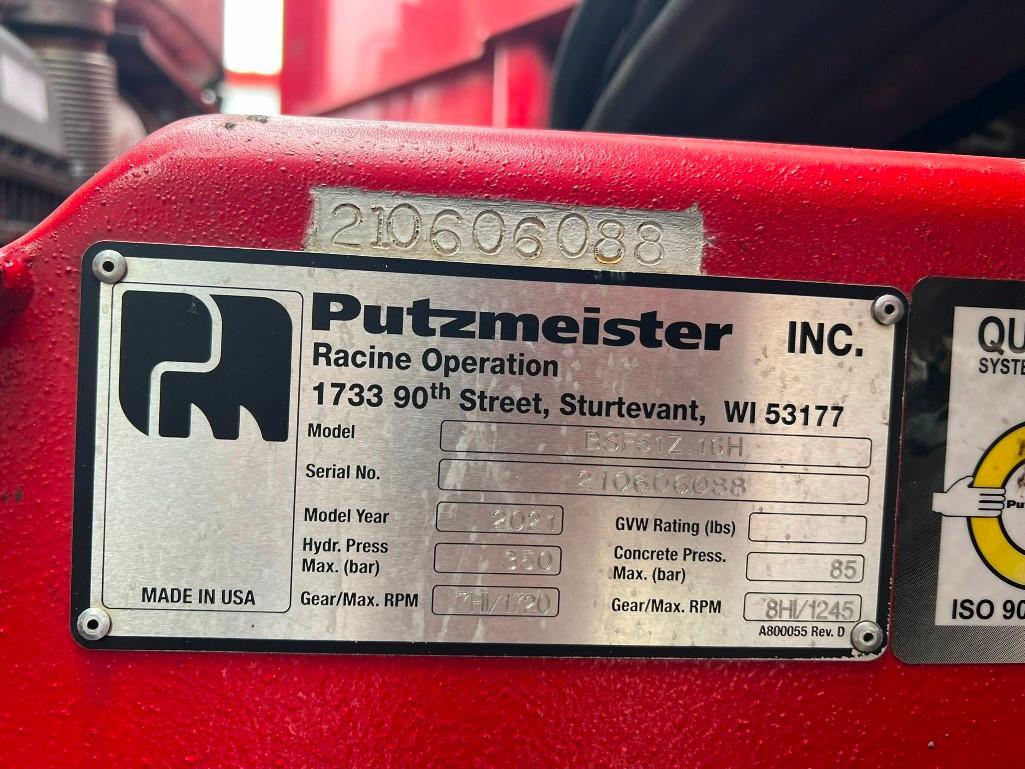 210606088
Putzmeister INC.
Racine Operation
1733 90th Street, Sturtevant, WI 53177
Model BSF51Z.16H
Serial No. 210606088
Model Year 2021 GVW Rating (lbs)
Hydr. Press Max. (bar) 350 Concrete Press. Max. (bar) 85
Gear/Max. RPM 7HI/1720 Gear/Max. RPM 8HI/1245
MADE IN USA
A800055 Rev. D
QU
SYSTE
Pu
ISO 90